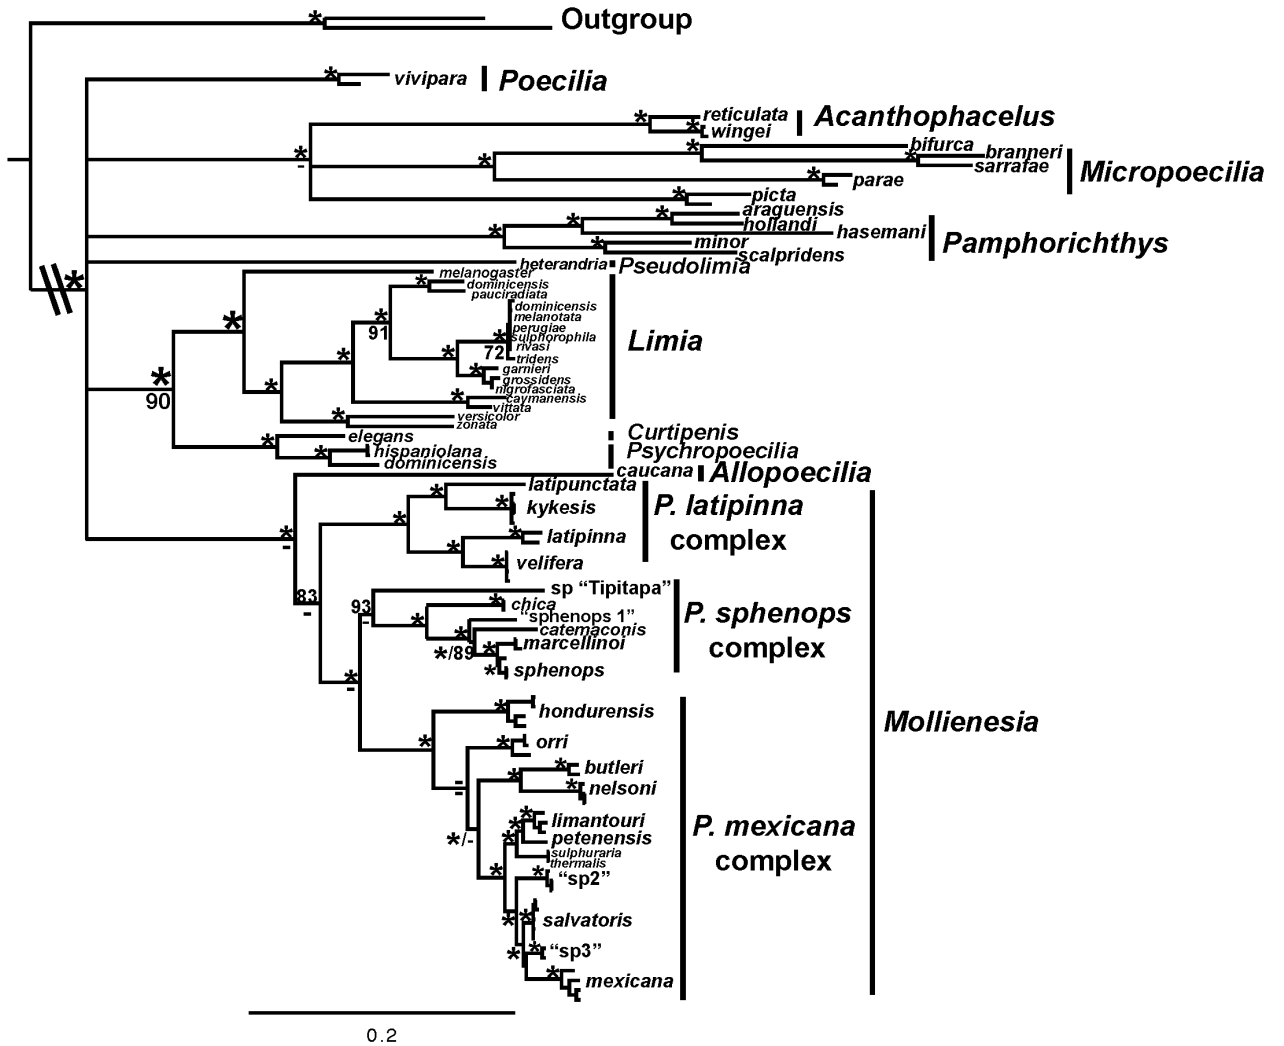 * Outgroup
* vivipara Poecilia
* reticulata Acanthophacelus
* wingei
* bifurca
* branneri
* sarrafae Micropoecilia
* -
* parae
* picta
* araguensis
* hollandi
* hasemani Pamphorichthys
* minor
* scalpridens
* heterandria Pseudolimia
melanogaster
* dominicensis
pauciradiata
dominicensis
melanotata
perugiae
sulphorophila
rivasi
tridens
* 91
* 72
* garnieri
grossidens
nigrofasciata
* caymanensis
vittata
* versicolor
zonata
Limia
* 90
* elegans Curtipenis
* hispaniolana Psychropoecilia
dominicensis
caucana Allopoecilia
* latipunctata
* kykesis
* latipinna
* velifera
P. latipinna
complex
* -
83 -
93 -
sp “Tipitapa”
* chica
“sphenops 1”
catemaconis
* marcellinoi
*/89
* sphenops
P. sphenops
complex
* -
* hondurensis
* orri
- -
* butleri
* nelsoni
*/-
* limantouri
* petenensis
sulphuraria
thermalis
* “sp2”
* salvatoris
* “sp3”
* mexicana
P. mexicana
complex
Mollienesia
0.2